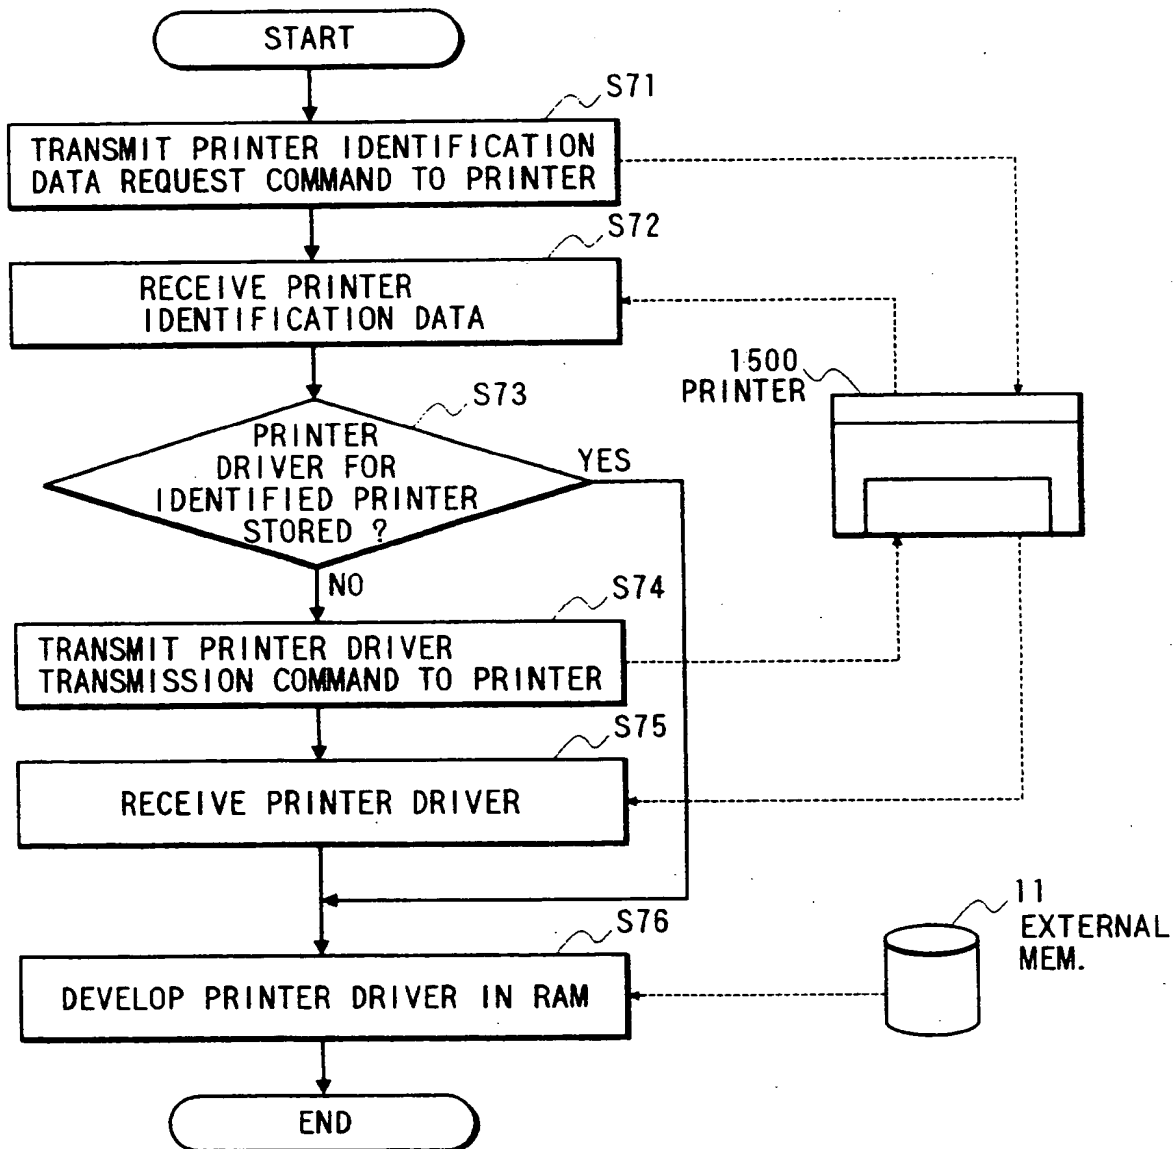 START
S71
TRANSMIT PRINTER IDENTIFICATION
DATA REQUEST COMMAND TO PRINTER
S72
RECEIVE PRINTER
IDENTIFICATION DATA
1500
PRINTER
S73
PRINTER
DRIVER FOR
IDENTIFIED PRINTER
STORED ?
YES
NO
S74
TRANSMIT PRINTER DRIVER
TRANSMISSION COMMAND TO PRINTER
S75
RECEIVE PRINTER DRIVER
11
EXTERNAL
MEM.
S76
DEVELOP PRINTER DRIVER IN RAM
END